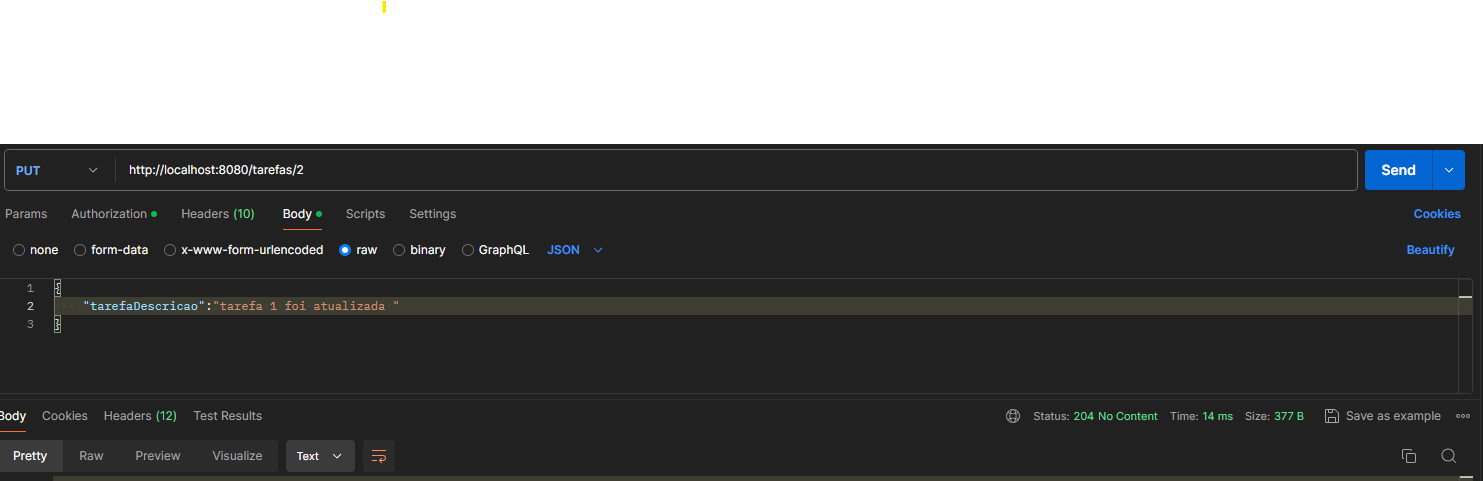 PUT http://localhost:8080/tarefas/2 Send
Params Authorization Headers (10) Body Scripts Settings Cookies
none form-data x-www-form-urlencoded raw binary GraphQL JSON Beautify
1 {
2 "tarefaDescricao":"tarefa 1 foi atualizada "
3 }
Body Cookies Headers (12) Test Results Status: 204 No Content Time: 14 ms Size: 377 B Save as example
Pretty Raw Preview Visualize Text